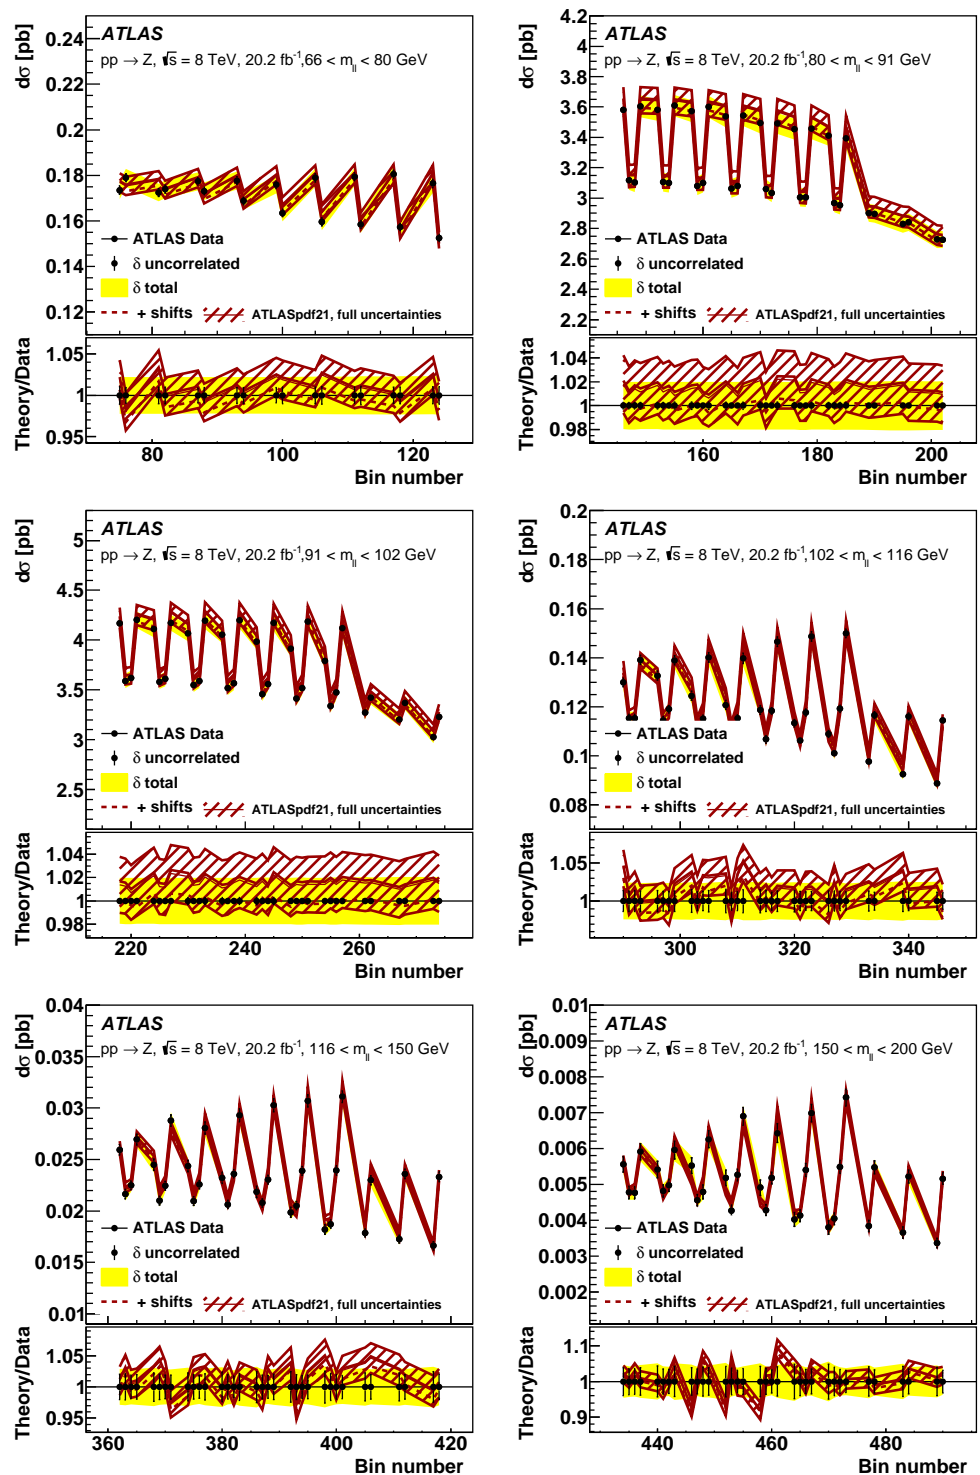 dσ [pb]
0.24
0.22
0.2
0.18
0.16
0.14
0.12
ATLAS
pp → Z, √s = 8 TeV, 20.2 fb⁻¹,66 < m_ll < 80 GeV
ATLAS Data
δ uncorrelated
δ total
+ shifts
ATLASpdf21, full uncertainties
Theory/Data
1.05
1
0.95
80 100 120
Bin number
dσ [pb]
4.2
4
3.8
3.6
3.4
3.2
3
2.8
2.6
2.4
2.2
ATLAS
pp → Z, √s = 8 TeV, 20.2 fb⁻¹,80 < m_ll < 91 GeV
ATLAS Data
δ uncorrelated
δ total
+ shifts
ATLASpdf21, full uncertainties
Theory/Data
1.04
1.02
1
0.98
160 180 200
Bin number
dσ [pb]
5
4.5
4
3.5
3
2.5
ATLAS
pp → Z, √s = 8 TeV, 20.2 fb⁻¹,91 < m_ll < 102 GeV
ATLAS Data
δ uncorrelated
δ total
+ shifts
ATLASpdf21, full uncertainties
Theory/Data
1.04
1.02
1
0.98
220 240 260
Bin number
dσ [pb]
0.2
0.18
0.16
0.14
0.12
0.1
0.08
ATLAS
pp → Z, √s = 8 TeV, 20.2 fb⁻¹,102 < m_ll < 116 GeV
ATLAS Data
δ uncorrelated
δ total
+ shifts
ATLASpdf21, full uncertainties
Theory/Data
1.05
1
300 320 340
Bin number
dσ [pb]
0.04
0.035
0.03
0.025
0.02
0.015
0.01
ATLAS
pp → Z, √s = 8 TeV, 20.2 fb⁻¹, 116 < m_ll < 150 GeV
ATLAS Data
δ uncorrelated
δ total
+ shifts
ATLASpdf21, full uncertainties
Theory/Data
1.05
1
0.95
360 380 400 420
Bin number
dσ [pb]
0.01
0.009
0.008
0.007
0.006
0.005
0.004
0.003
0.002
ATLAS
pp → Z, √s = 8 TeV, 20.2 fb⁻¹, 150 < m_ll < 200 GeV
ATLAS Data
δ uncorrelated
δ total
+ shifts
ATLASpdf21, full uncertainties
Theory/Data
1.1
1
0.9
440 460 480
Bin number